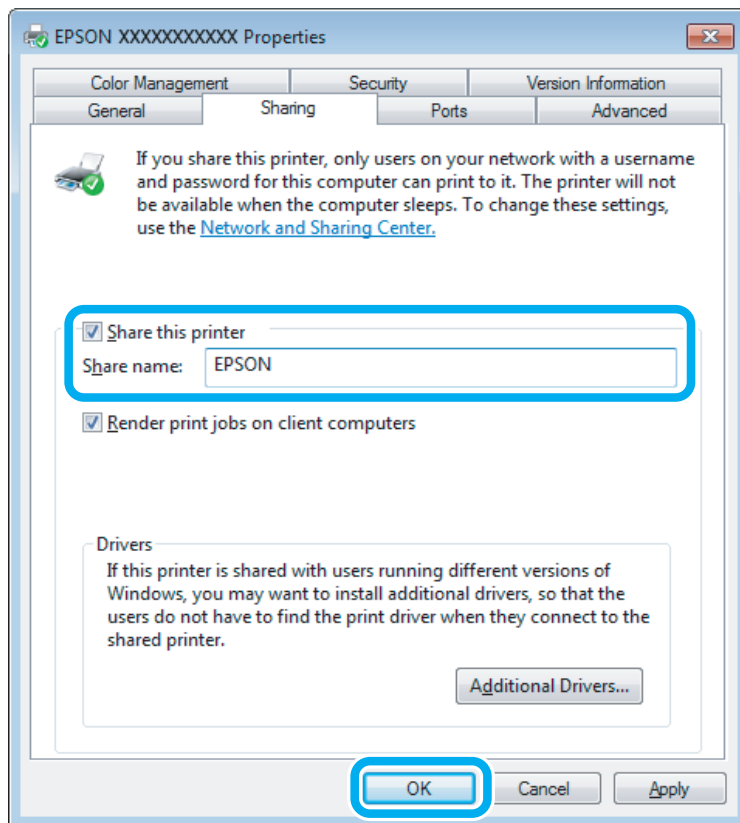 EPSON XXXXXXXXXXX Properties
Color Management Security Version Information
General Sharing Ports Advanced
If you share this printer, only users on your network with a username
and password for this computer can print to it. The printer will not
be available when the computer sleeps. To change these settings,
use the Network and Sharing Center.
Share this printer
Share name: EPSON
Render print jobs on client computers
Drivers
If this printer is shared with users running different versions of
Windows, you may want to install additional drivers, so that the
users do not have to find the print driver when they connect to the
shared printer.
Additional Drivers...
OK Cancel Apply